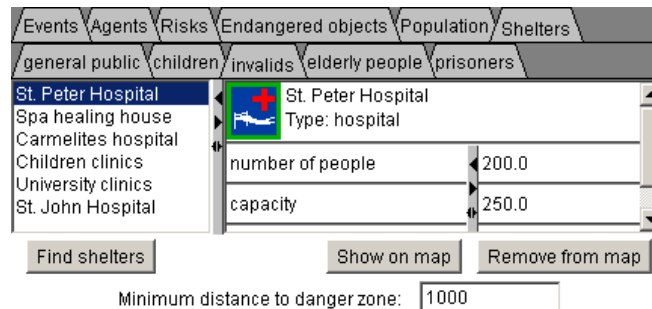 Events Agents Risks Endangered objects Population Shelters
general public children invalids elderly people prisoners
St. Peter Hospital
Spa healing house
Carmelites hospital
Children clinics
University clinics
St. John Hospital
St. Peter Hospital
Type: hospital
number of people 200.0
capacity 250.0
Find shelters Show on map Remove from map
Minimum distance to danger zone: 1000